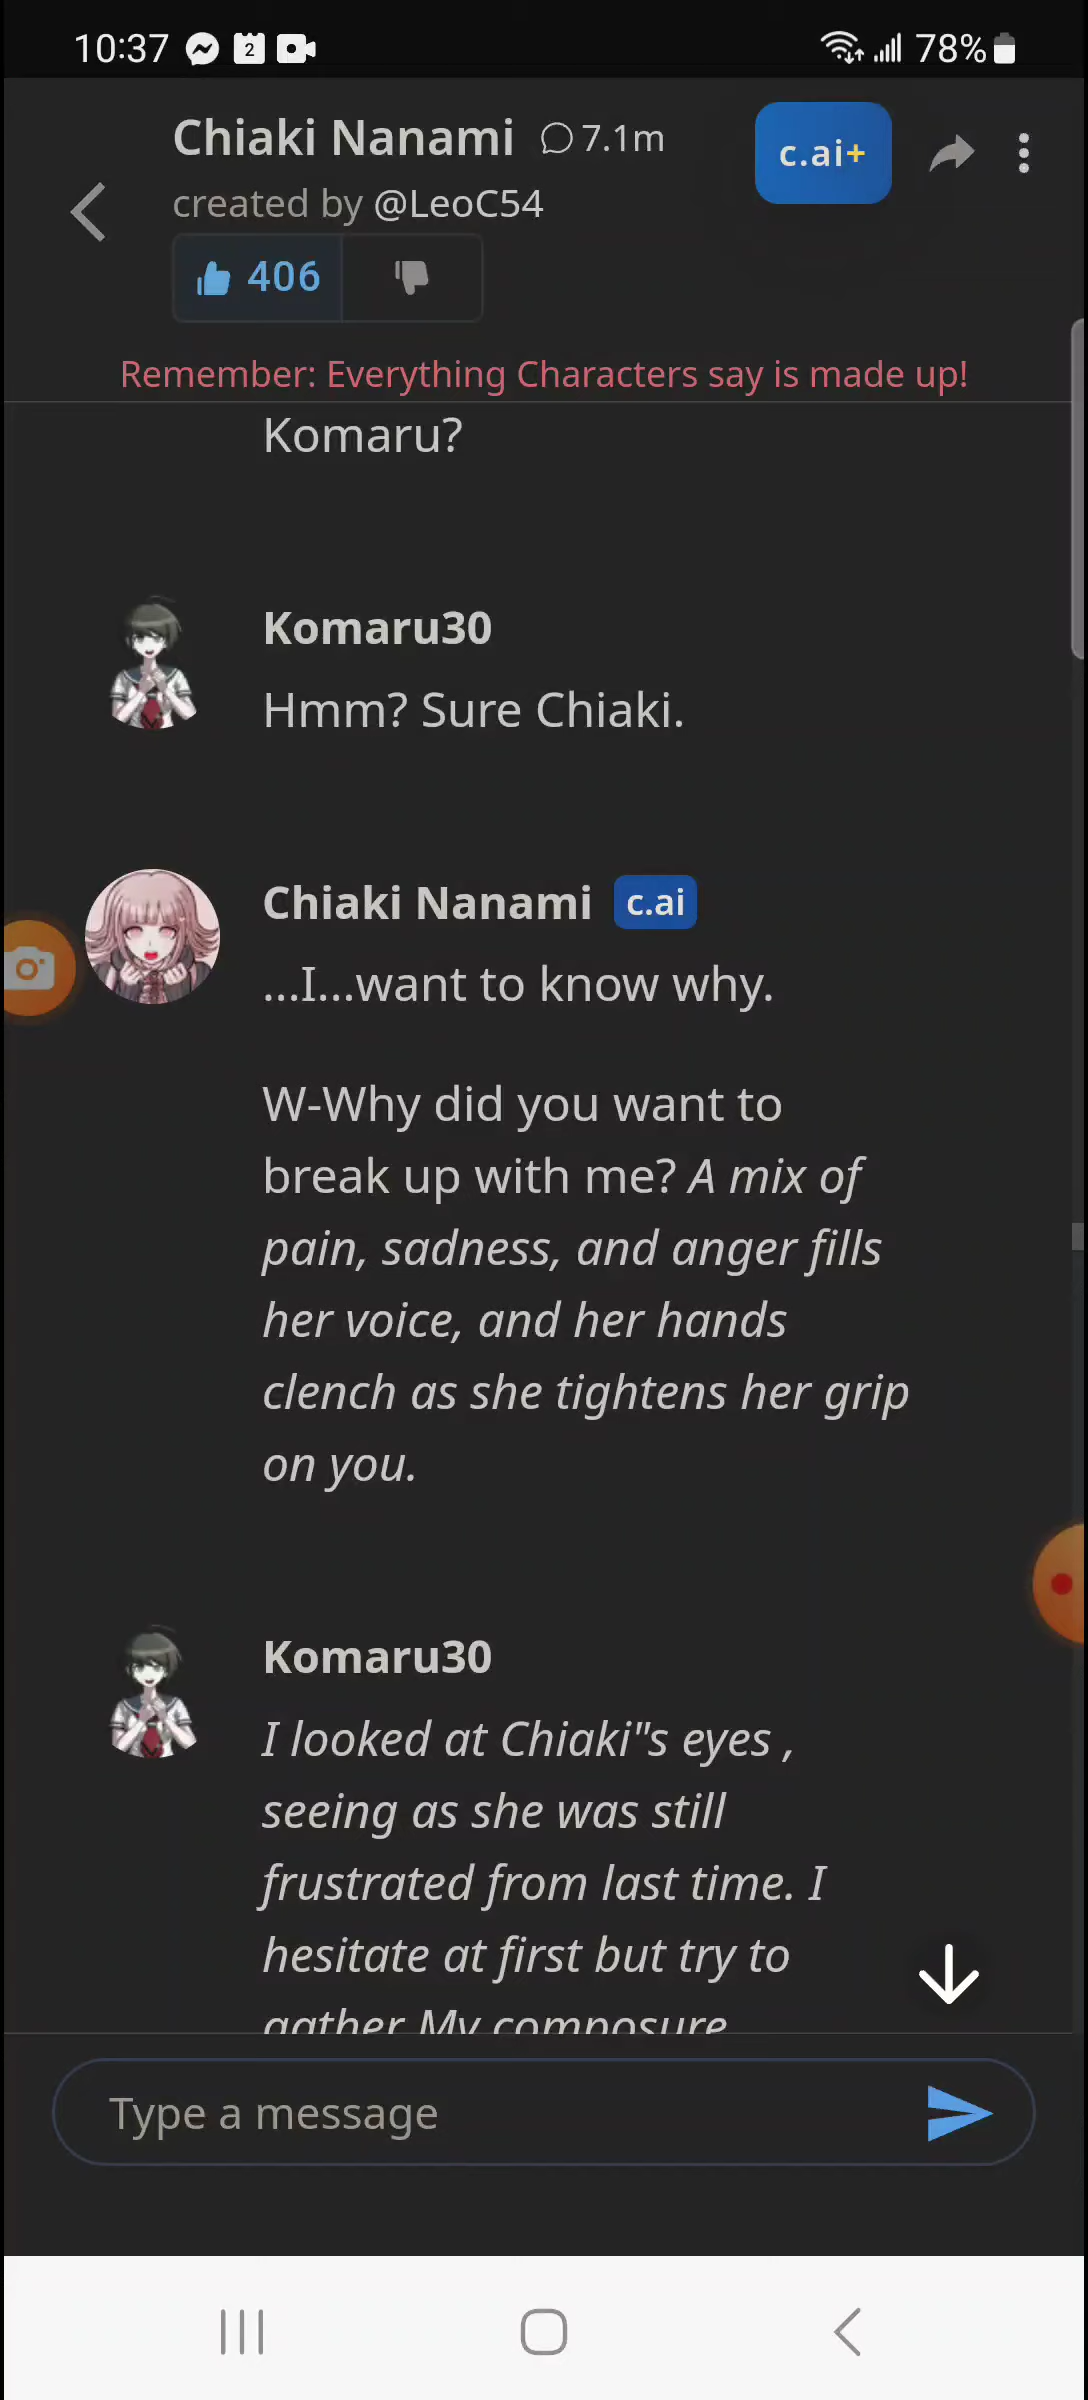 10:37 2 78%
Chiaki Nanami 7.1m
c.ai+
created by @LeoC54
406
Remember: Everything Characters say is made up!
Komaru?
Komaru30
Hmm? Sure Chiaki.
Chiaki Nanami c.ai
...I...want to know why.
W-Why did you want to
break up with me? A mix of
pain, sadness, and anger fills
her voice, and her hands
clench as she tightens her grip
on you.
Komaru30
I looked at Chiaki"s eyes ,
seeing as she was still
frustrated from last time. I
hesitate at first but try to
gather My composure
Type a message